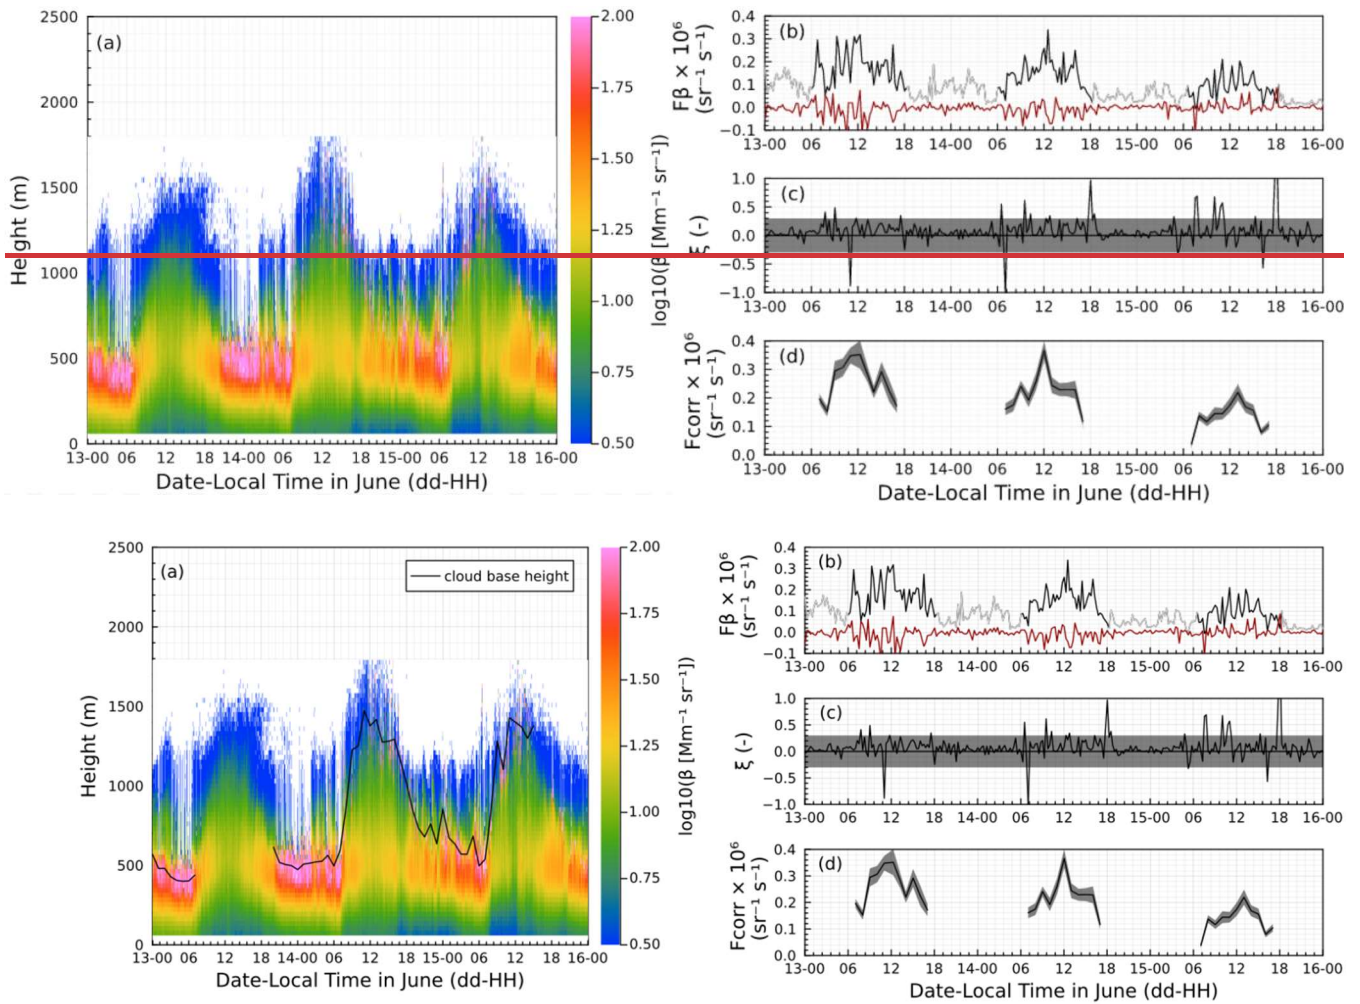 (a)
2500
2000
1500
1000
500
0
Height (m)
13-00 06 12 18 14-00 06 12 18 15-00 06 12 18 16-00
Date-Local Time in June (dd-HH)
2.00
1.75
1.50
1.25
1.00
0.75
0.50
log10(β [Mm⁻¹ sr⁻¹])
(b)
0.4
0.3
0.2
0.1
0.0
−0.1
Fβ × 10⁶
(sr⁻¹ s⁻¹)
13-00 06 12 18 14-00 06 12 18 15-00 06 12 18 16-00
(c)
1.0
0.5
0.0
−0.5
−1.0
ξ (-)
13-00 06 12 18 14-00 06 12 18 15-00 06 12 18 16-00
(d)
0.4
0.3
0.2
0.1
0.0
Fcorr × 10⁶
(sr⁻¹ s⁻¹)
13-00 06 12 18 14-00 06 12 18 15-00 06 12 18 16-00
Date-Local Time in June (dd-HH)
(a)
cloud base height
2500
2000
1500
1000
500
0
Height (m)
13-00 06 12 18 14-00 06 12 18 15-00 06 12 18 16-00
Date-Local Time in June (dd-HH)
2.00
1.75
1.50
1.25
1.00
0.75
0.50
log10(β [Mm⁻¹ sr⁻¹])
(b)
0.4
0.3
0.2
0.1
0.0
−0.1
Fβ × 10⁶
(sr⁻¹ s⁻¹)
13-00 06 12 18 14-00 06 12 18 15-00 06 12 18 16-00
(c)
1.0
0.5
0.0
−0.5
−1.0
ξ (-)
13-00 06 12 18 14-00 06 12 18 15-00 06 12 18 16-00
(d)
0.4
0.3
0.2
0.1
0.0
Fcorr × 10⁶
(sr⁻¹ s⁻¹)
13-00 06 12 18 14-00 06 12 18 15-00 06 12 18 16-00
Date-Local Time in June (dd-HH)